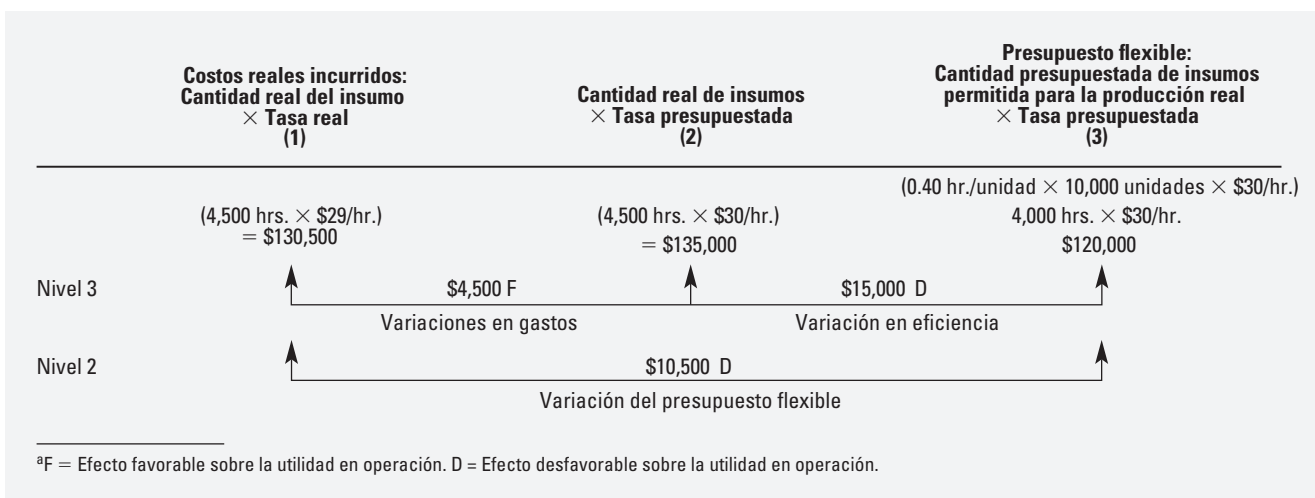 Costos reales incurridos:
Cantidad real del insumo
× Tasa real
(1)
Cantidad real de insumos
× Tasa presupuestada
(2)
Presupuesto flexible:
Cantidad presupuestada de insumos
permitida para la producción real
× Tasa presupuestada
(3)
(4,500 hrs. × $29/hr.)
= $130,500
(4,500 hrs. × $30/hr.)
= $135,000
(0.40 hr./unidad × 10,000 unidades × $30/hr.)
4,000 hrs. × $30/hr.
$120,000
Nivel 3
$4,500 F
$15,000 D
Variaciones en gastos
Variación en eficiencia
Nivel 2
$10,500 D
Variación del presupuesto flexible
ªF = Efecto favorable sobre la utilidad en operación. D = Efecto desfavorable sobre la utilidad en operación.